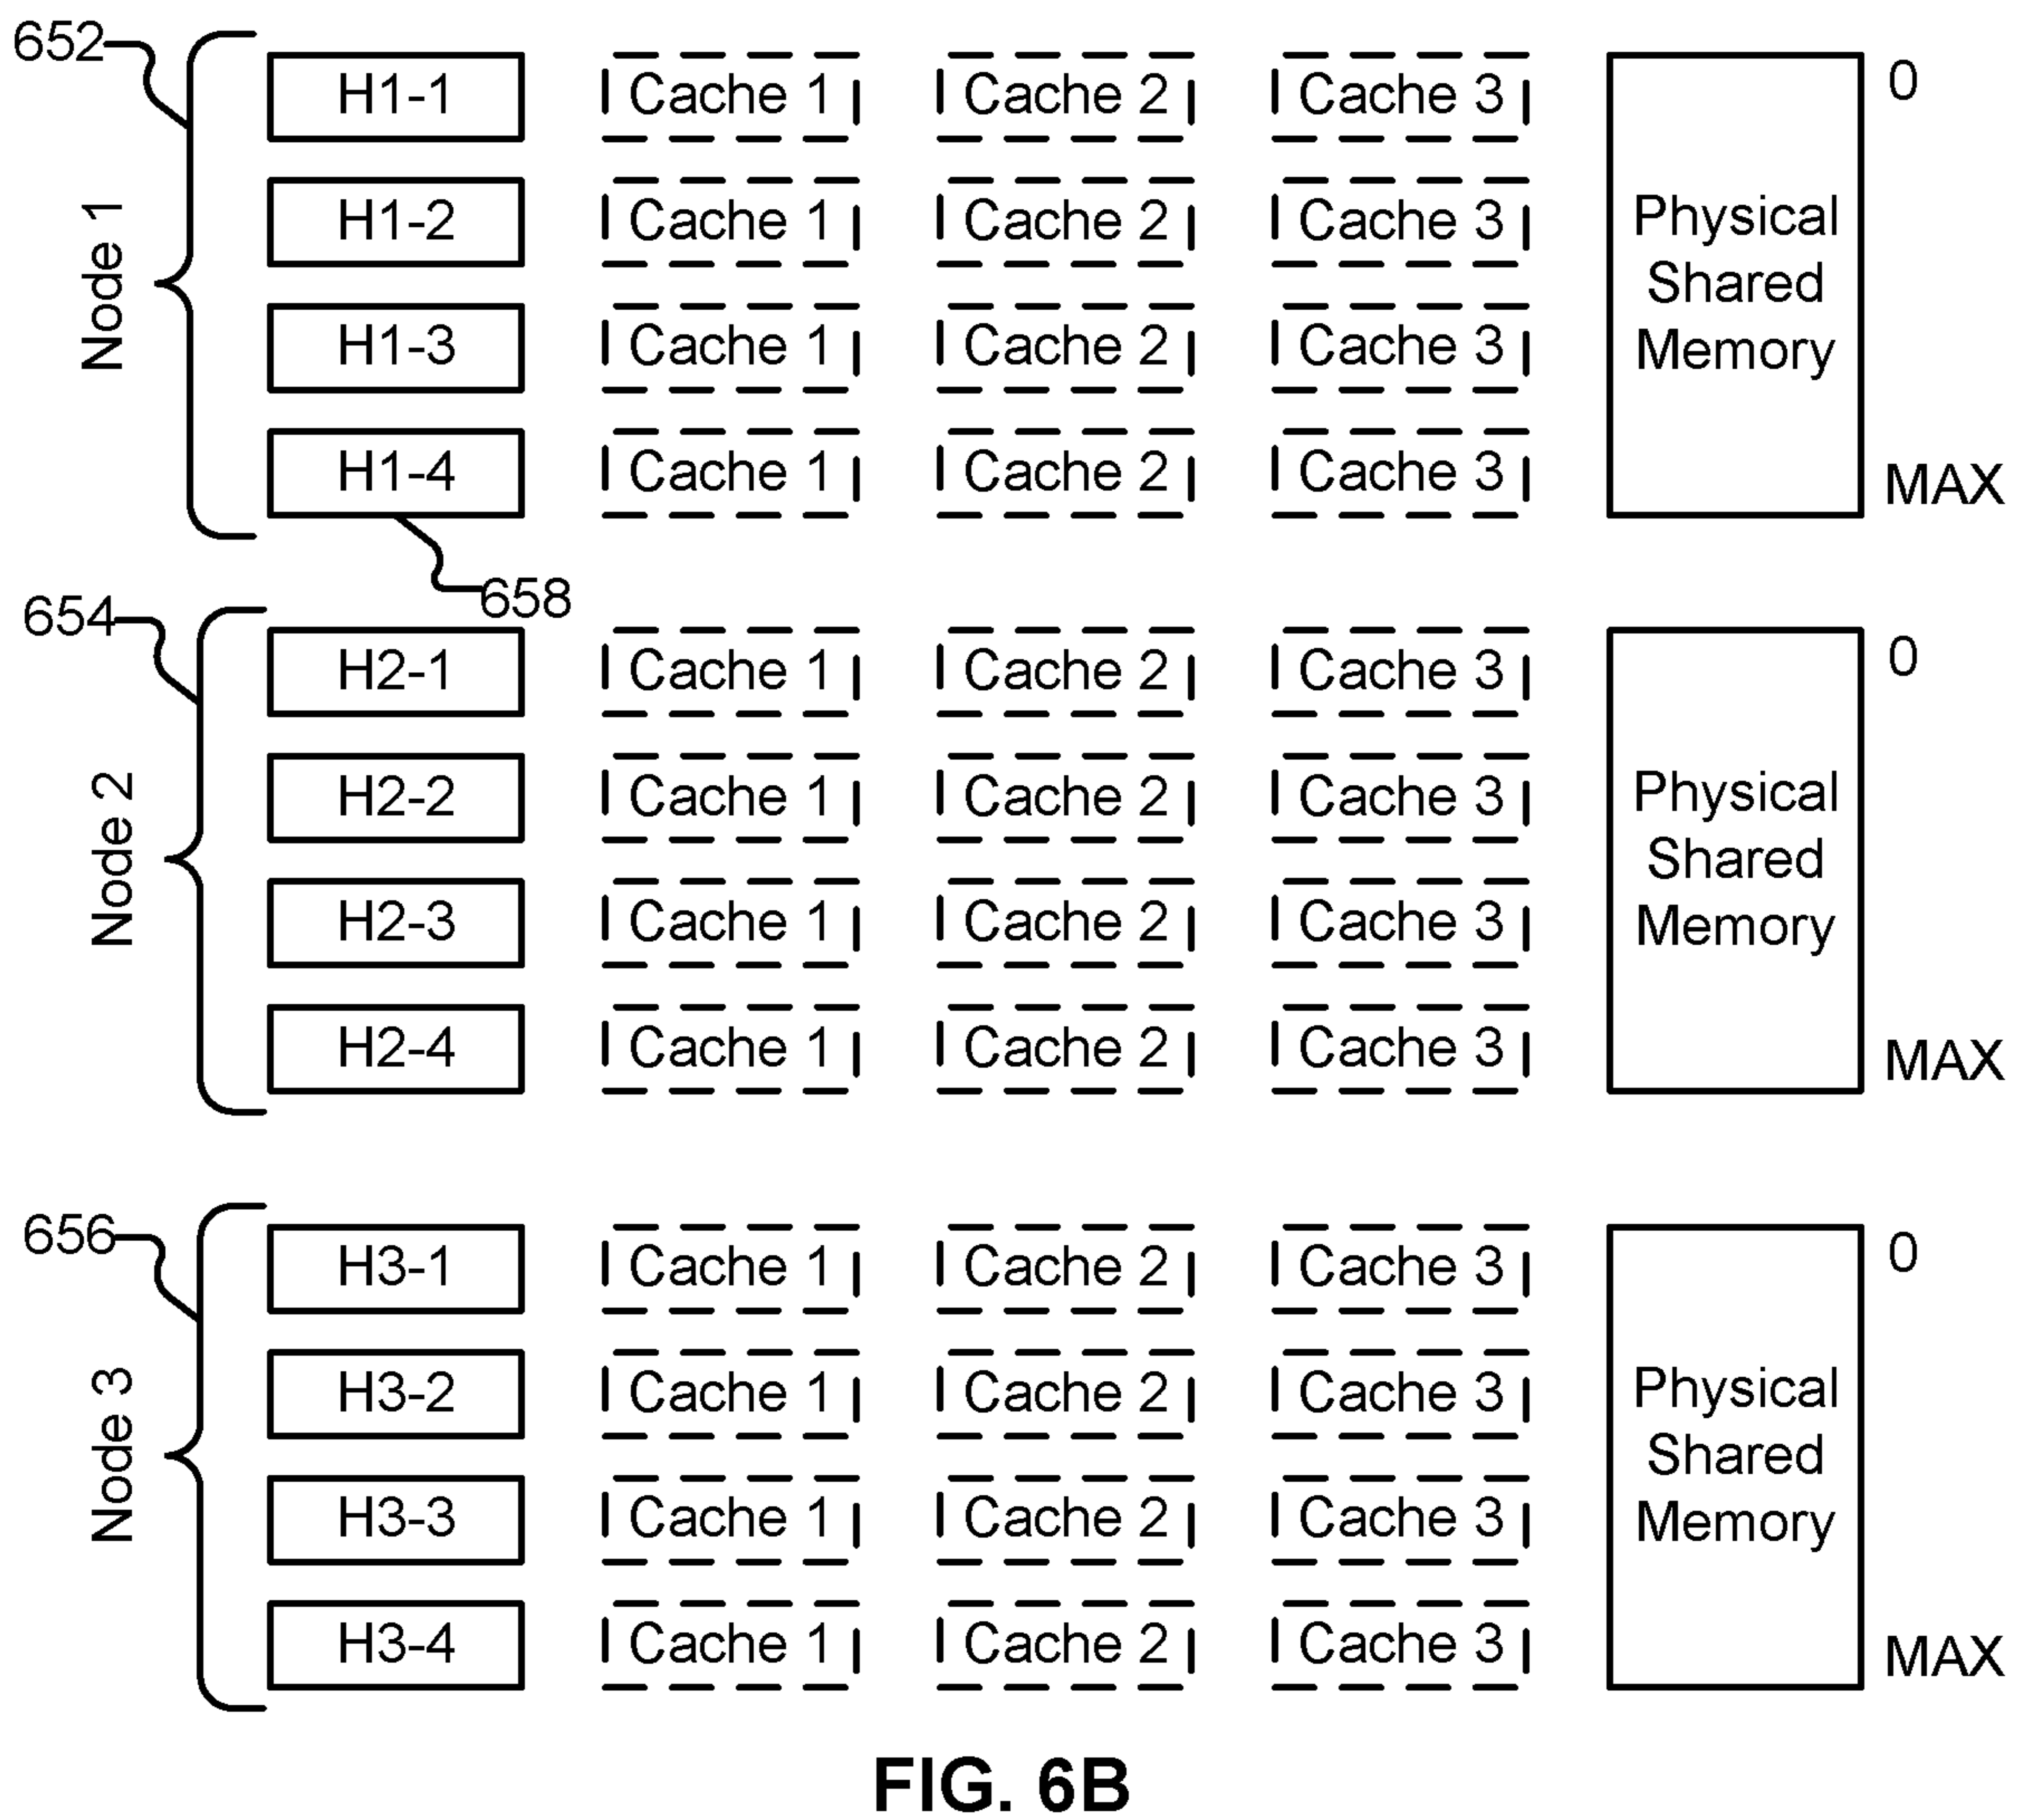 652
Node 1
H1-1 Cache 1 Cache 2 Cache 3
H1-2 Cache 1 Cache 2 Cache 3
H1-3 Cache 1 Cache 2 Cache 3
H1-4 Cache 1 Cache 2 Cache 3
658
Physical
Shared
Memory
0
MAX
654
Node 2
H2-1 Cache 1 Cache 2 Cache 3
H2-2 Cache 1 Cache 2 Cache 3
H2-3 Cache 1 Cache 2 Cache 3
H2-4 Cache 1 Cache 2 Cache 3
Physical
Shared
Memory
0
MAX
656
Node 3
H3-1 Cache 1 Cache 2 Cache 3
H3-2 Cache 1 Cache 2 Cache 3
H3-3 Cache 1 Cache 2 Cache 3
H3-4 Cache 1 Cache 2 Cache 3
Physical
Shared
Memory
0
MAX
FIG. 6B